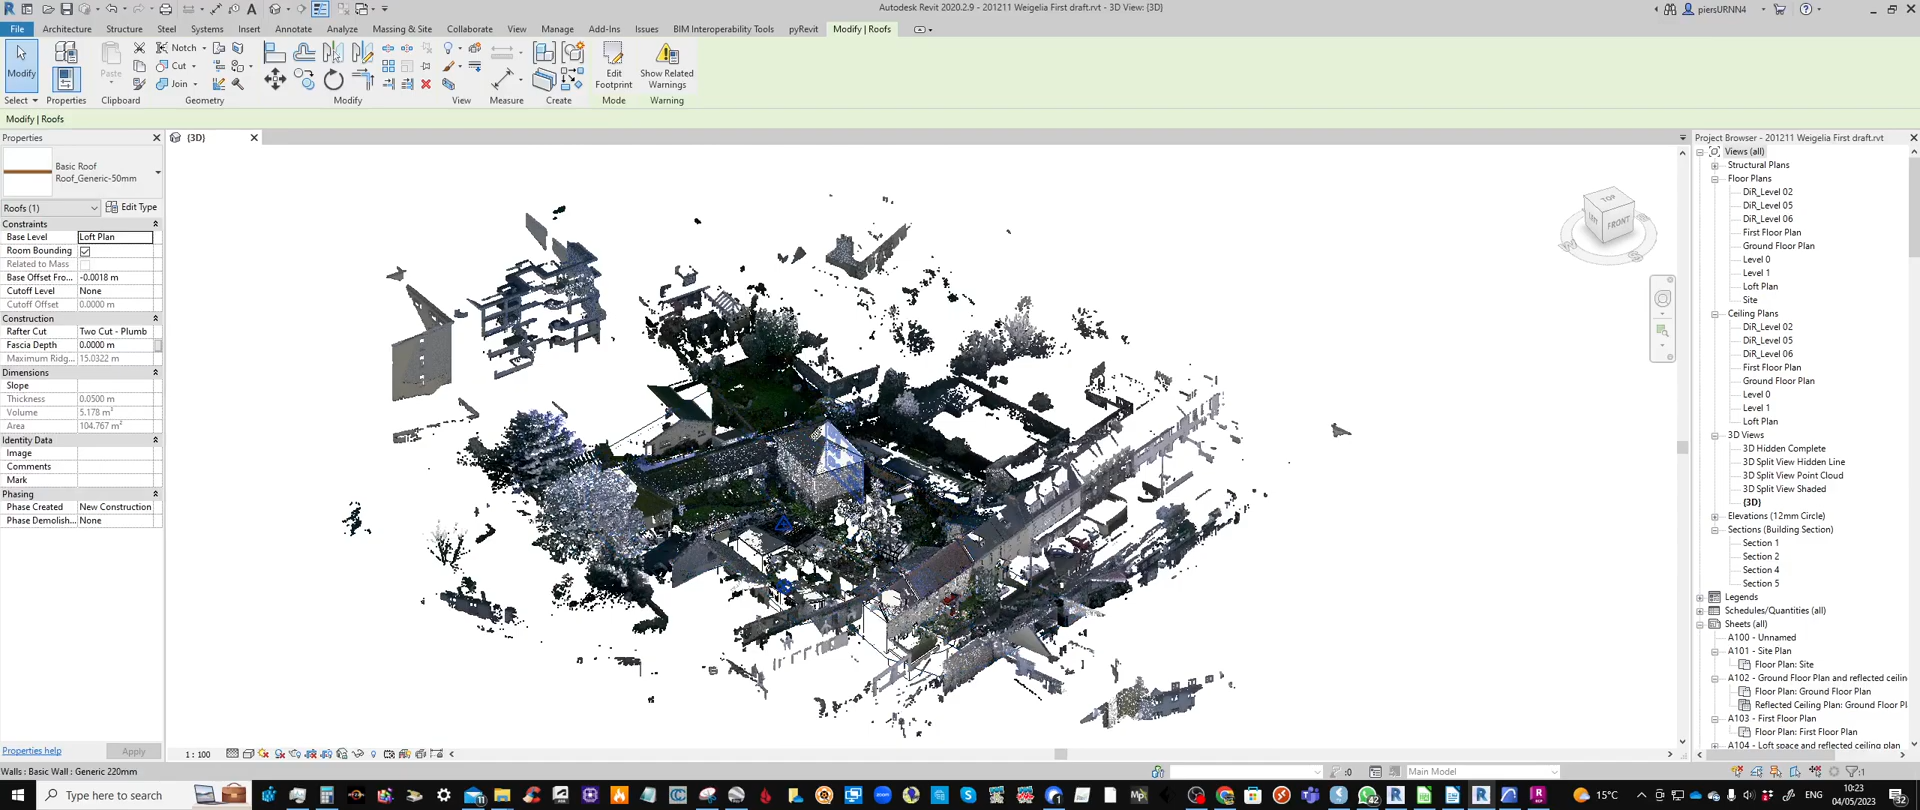 Autodesk Revit 2020.2.9 - 201211 Weigelia First draft.rvt - 3D View: {3D}
piersURNN4
File Architecture Structure Steel Systems Insert Annotate Analyze Massing & Site Collaborate View Manage Add-Ins Issues BIM Interoperability Tools pyRevit Modify | Roofs
Modify
Paste
Notch
Cut
Join
Edit Footprint
Show Related Warnings
Select Properties Clipboard Geometry Modify View Measure Create Mode Warning
Modify | Roofs
Properties
Basic Roof
Roof_Generic-50mm
Roofs (1) Edit Type
Constraints
Base Level Loft Plan
Room Bounding
Related to Mass
Base Offset Fro... -0.0018 m
Cutoff Level None
Cutoff Offset 0.0000 m
Construction
Rafter Cut Two Cut - Plumb
Fascia Depth 0.0000 m
Maximum Ridg... 15.0322 m
Dimensions
Slope
Thickness 0.0500 m
Volume 5.178 m³
Area 104.767 m²
Identity Data
Image
Comments
Mark
Phasing
Phase Created New Construction
Phase Demolish... None
Properties help Apply
{3D}
TOP
FRONT
W
S
1 : 100
Project Browser - 201211 Weigelia First draft.rvt
Views (all)
Structural Plans
Floor Plans
DiR_Level 02
DiR_Level 05
DiR_Level 06
First Floor Plan
Ground Floor Plan
Level 0
Level 1
Loft Plan
Site
Ceiling Plans
DiR_Level 02
DiR_Level 05
DiR_Level 06
First Floor Plan
Ground Floor Plan
Level 0
Level 1
Loft Plan
3D Views
3D Hidden Complete
3D Split View Hidden Line
3D Split View Point Cloud
3D Split View Shaded
{3D}
Elevations (12mm Circle)
Sections (Building Section)
Section 1
Section 2
Section 4
Section 5
Legends
Schedules/Quantities (all)
Sheets (all)
A100 - Unnamed
A101 - Site Plan
Floor Plan: Site
A102 - Ground Floor Plan and reflected ceilin
Floor Plan: Ground Floor Plan
Reflected Ceiling Plan: Ground Floor Pl
A103 - First Floor Plan
Floor Plan: First Floor Plan
A104 - Loft space and reflected ceiling plan
Walls : Basic Wall : Generic 220mm
:0
Main Model
:1
Type here to search
15°C
ENG
10:23
04/05/2023